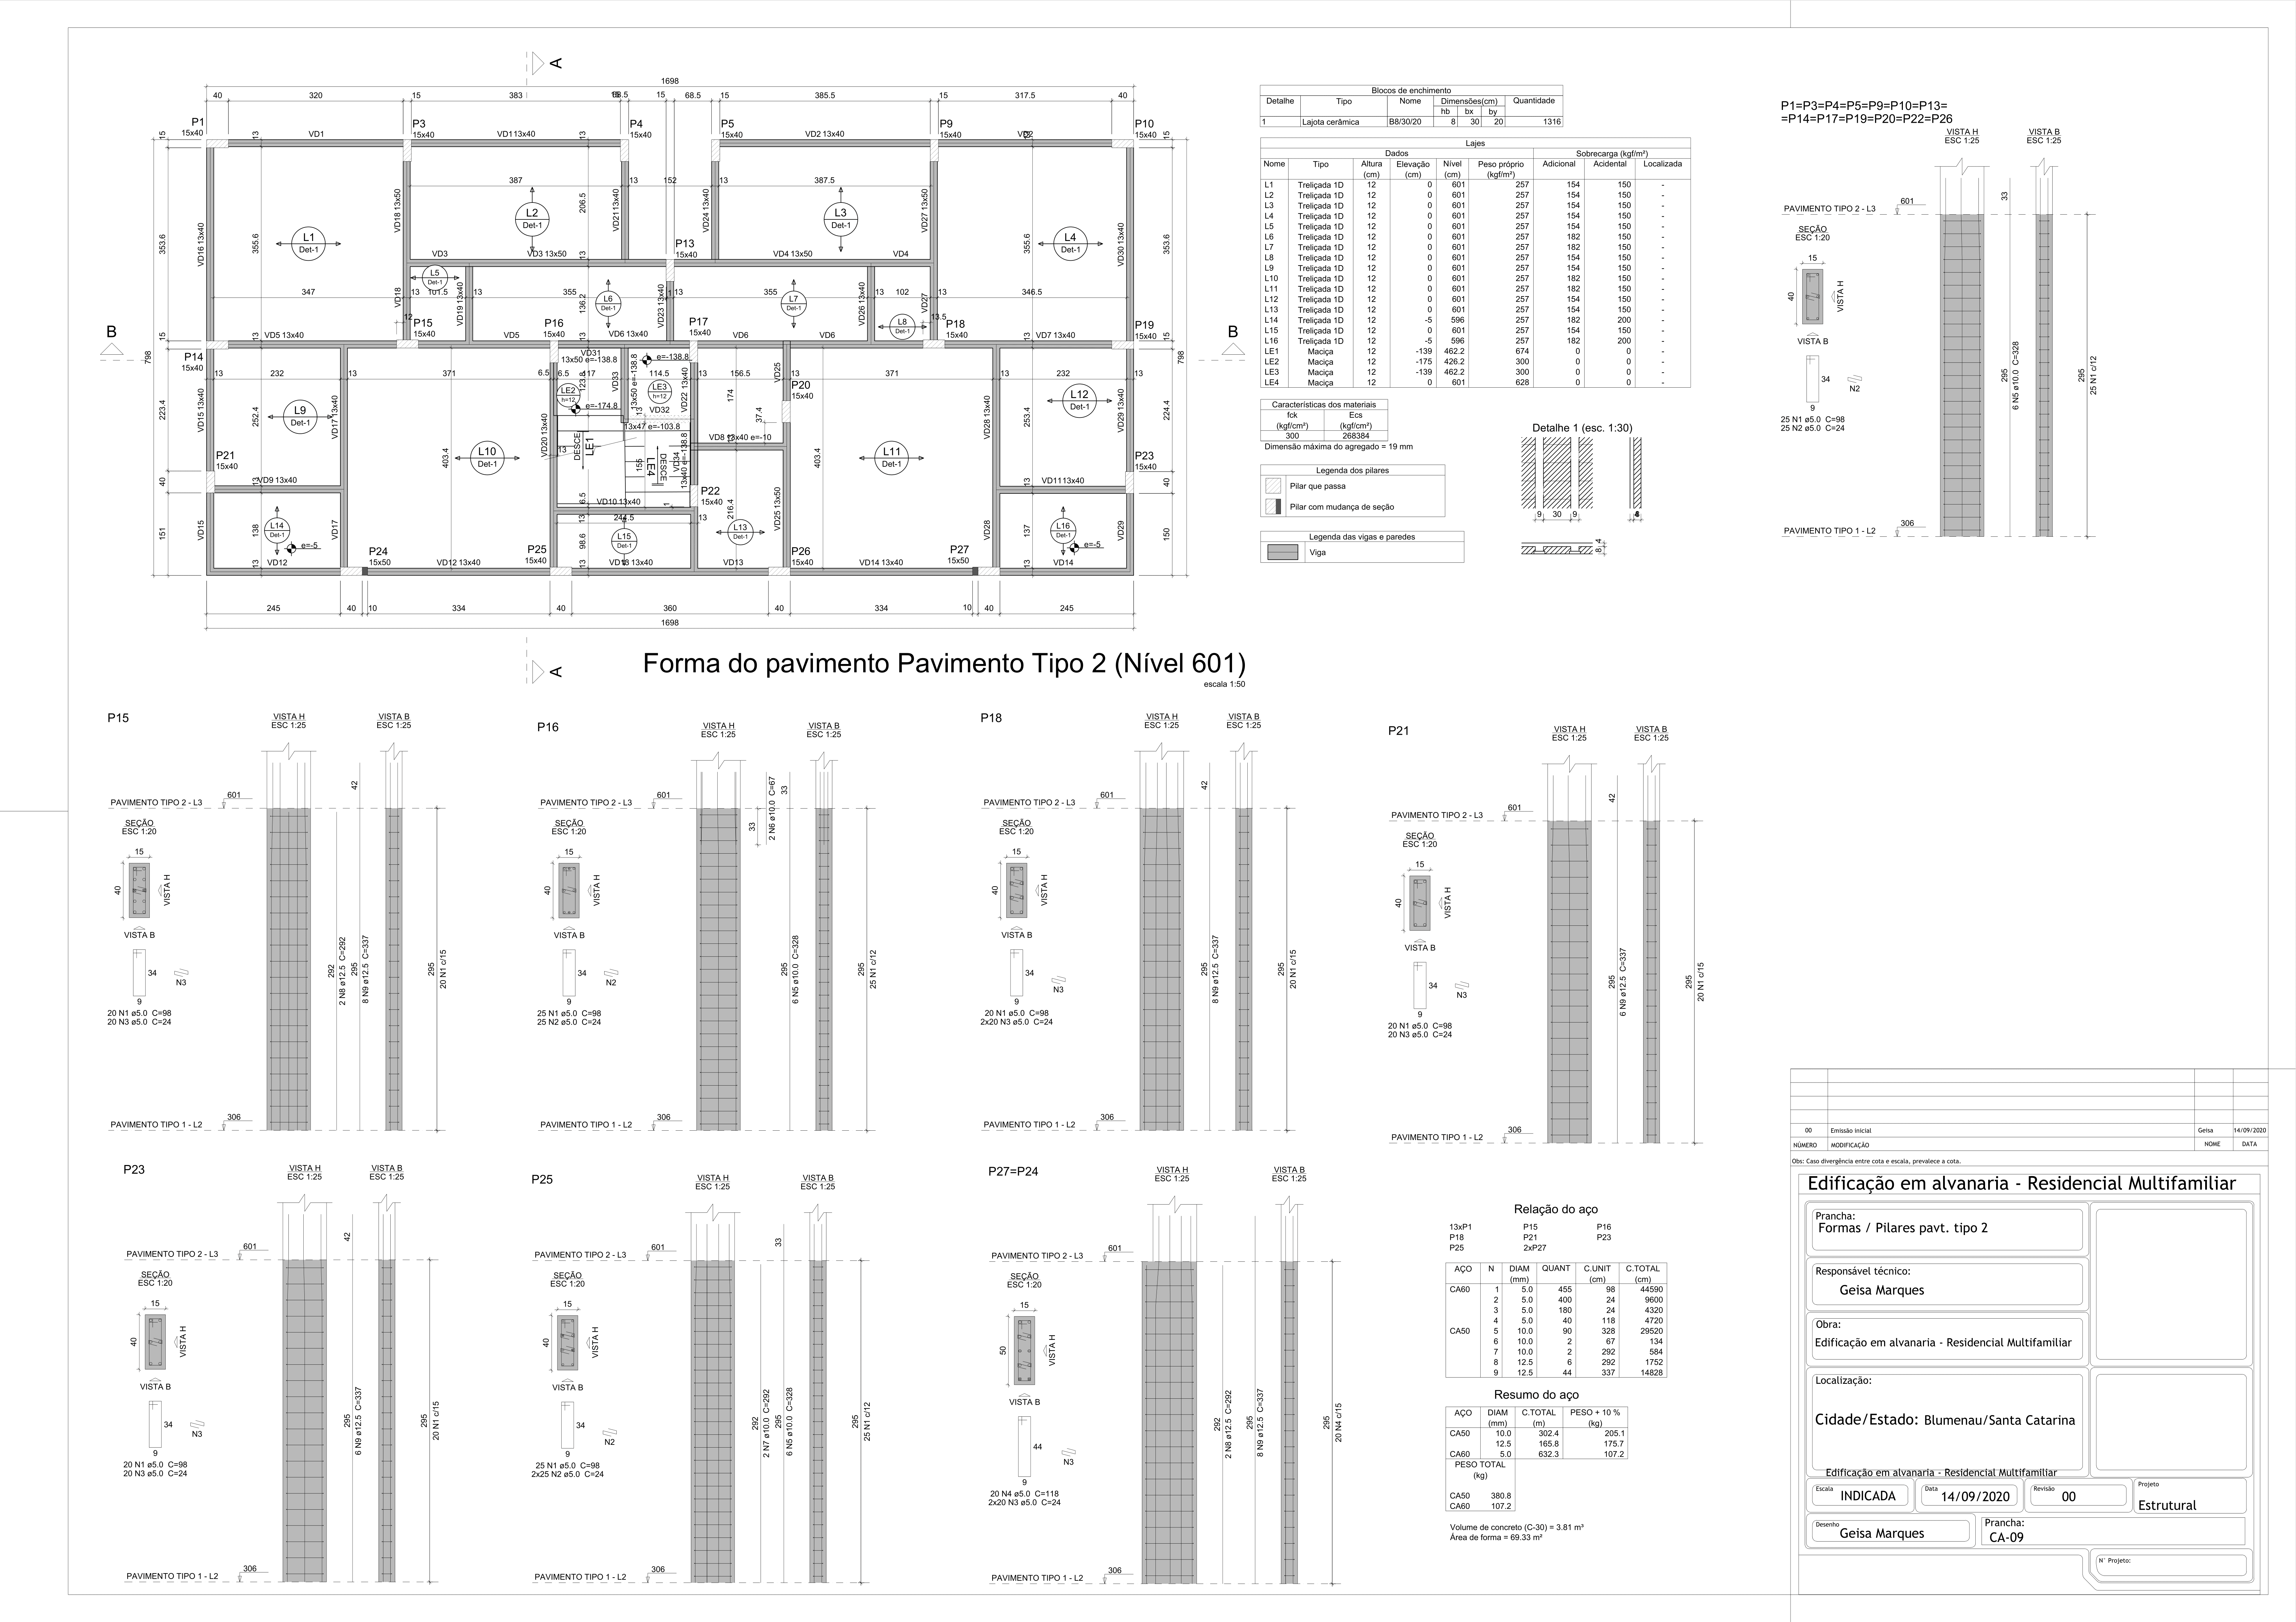 A
1698
40 320 15 383 15 68.5 15 385.5 15 317.5 40
P1
15x40
P3
15x40
P4
15x40
P5
15x40
P9
15x40
P10
15x40
VD1
VD1 13x40
VD2 13x40
VD2
387
13
152
13
387.5
VD16 13x40
VD18 13x50
VD21 13x40
VD24 13x40
VD27 13x50
VD30 13x40
353.6
355.6
206.5
355.6
353.6
L1
Det-1
L2
Det-1
L3
Det-1
L4
Det-1
P13
15x40
VD3
VD3 13x50
VD4 13x50
VD4
L5
Det-1
L6
Det-1
L7
Det-1
L8
Det-1
347
13
101.5
13
355
355
13
102
13
346.5
VD18
VD19 13x40
136.2
VD23 13x40
VD26 13x40
VD27
12
13.5
B
B
P14
15x40
P15
15x40
P16
15x40
P17
15x40
P18
15x40
P19
15x40
VD5 13x40
VD5
VD6 13x40
VD6
VD6
VD7 13x40
798
798
VD31
13x50 e=-138.8
e=-138.8
13 232 13 371 6.5 6.5 117 114.5 13 156.5 13 371 13 232 13
LE2
h=12
LE3
h=12
e=-174.8
VD33
13x50 e=-138.8
VD32
13x47 e=-103.8
VD22 13x40
VD25
P20
15x40
174
37.4
VD8 13x40 e=-10
223.4
VD15 13x40
252.4
L9
Det-1
VD17 13x40
403.4
L10
Det-1
VD20 13x40
DESCE
LE1
155
LE4
DESCE
VD34
13x40 e=-138.8
403.4
L11
Det-1
VD28 13x40
253.4
L12
Det-1
VD29 13x40
224.4
P21
15x40
P22
15x40
P23
15x40
VD9 13x40
VD10 13x40
VD11 13x40
40
40
244.5
13
216.4
VD25 13x50
151
VD15
138
L14
Det-1
e=-5
VD17
98.6
L15
Det-1
L13
Det-1
VD28
137
L16
Det-1
e=-5
VD29
150
P24
15x50
P25
15x40
P26
15x40
P27
15x50
VD12
VD12 13x40
VD13 13x40
VD13
VD14 13x40
VD14
245 40 10 334 40 360 40 334 10 40 245
1698
A
Forma do pavimento Pavimento Tipo 2 (Nível 601)
escala 1:50
Blocos de enchimento
Detalhe Tipo Nome Dimensões(cm) Quantidade
hb bx by
1 Lajota cerâmica B8/30/20 8 30 20 1316
Lajes
Dados Sobrecarga (kgf/m²)
Nome Tipo Altura Elevação Nível Peso próprio Adicional Acidental Localizada
(cm) (cm) (cm) (kgf/m²)
L1 Treliçada 1D 12 0 601 257 154 150 -
L2 Treliçada 1D 12 0 601 257 154 150 -
L3 Treliçada 1D 12 0 601 257 154 150 -
L4 Treliçada 1D 12 0 601 257 154 150 -
L5 Treliçada 1D 12 0 601 257 154 150 -
L6 Treliçada 1D 12 0 601 257 182 150 -
L7 Treliçada 1D 12 0 601 257 182 150 -
L8 Treliçada 1D 12 0 601 257 154 150 -
L9 Treliçada 1D 12 0 601 257 154 150 -
L10 Treliçada 1D 12 0 601 257 182 150 -
L11 Treliçada 1D 12 0 601 257 182 150 -
L12 Treliçada 1D 12 0 601 257 154 150 -
L13 Treliçada 1D 12 0 601 257 154 150 -
L14 Treliçada 1D 12 -5 596 257 182 200 -
L15 Treliçada 1D 12 0 601 257 154 150 -
L16 Treliçada 1D 12 -5 596 257 182 200 -
LE1 Maciça 12 -139 462.2 674 0 0 -
LE2 Maciça 12 -175 426.2 300 0 0 -
LE3 Maciça 12 -139 462.2 300 0 0 -
LE4 Maciça 12 0 601 628 0 0 -
Características dos materiais
fck Ecs
(kgf/cm²) (kgf/cm²)
300 268384
Dimensão máxima do agregado = 19 mm
Legenda dos pilares
Pilar que passa
Pilar com mudança de seção
Legenda das vigas e paredes
Viga
Detalhe 1 (esc. 1:30)
9 30 9
8 4
P1=P3=P4=P5=P9=P10=P13=
=P14=P17=P19=P20=P22=P26
VISTA H
ESC 1:25
VISTA B
ESC 1:25
33
PAVIMENTO TIPO 2 - L3
601
SEÇÃO
ESC 1:20
15
40
VISTA H
VISTA B
34
9
N2
25 N1 ø5.0 C=98
25 N2 ø5.0 C=24
295
6 N5 ø10.0 C=328
295
25 N1 c/12
PAVIMENTO TIPO 1 - L2
306
P15
VISTA H
ESC 1:25
VISTA B
ESC 1:25
42
PAVIMENTO TIPO 2 - L3
601
SEÇÃO
ESC 1:20
15
40
VISTA H
VISTA B
34
9
N3
20 N1 ø5.0 C=98
20 N3 ø5.0 C=24
292
2 N8 ø12.5 C=292
295
8 N9 ø12.5 C=337
295
20 N1 c/15
PAVIMENTO TIPO 1 - L2
306
P16
VISTA H
ESC 1:25
VISTA B
ESC 1:25
33
2 N6 ø10.0 C=67
33
PAVIMENTO TIPO 2 - L3
601
SEÇÃO
ESC 1:20
15
40
VISTA H
VISTA B
34
9
N2
25 N1 ø5.0 C=98
25 N2 ø5.0 C=24
295
6 N5 ø10.0 C=328
295
25 N1 c/12
PAVIMENTO TIPO 1 - L2
306
P18
VISTA H
ESC 1:25
VISTA B
ESC 1:25
42
PAVIMENTO TIPO 2 - L3
601
SEÇÃO
ESC 1:20
15
40
VISTA H
VISTA B
34
9
N3
20 N1 ø5.0 C=98
2x20 N3 ø5.0 C=24
295
8 N9 ø12.5 C=337
295
20 N1 c/15
PAVIMENTO TIPO 1 - L2
306
P21
VISTA H
ESC 1:25
VISTA B
ESC 1:25
42
PAVIMENTO TIPO 2 - L3
601
SEÇÃO
ESC 1:20
15
40
VISTA H
VISTA B
34
9
N3
20 N1 ø5.0 C=98
20 N3 ø5.0 C=24
295
6 N9 ø12.5 C=337
295
20 N1 c/15
PAVIMENTO TIPO 1 - L2
306
P23
VISTA H
ESC 1:25
VISTA B
ESC 1:25
42
PAVIMENTO TIPO 2 - L3
601
SEÇÃO
ESC 1:20
15
40
VISTA H
VISTA B
34
9
N3
20 N1 ø5.0 C=98
20 N3 ø5.0 C=24
295
6 N9 ø12.5 C=337
295
20 N1 c/15
PAVIMENTO TIPO 1 - L2
306
P25
VISTA H
ESC 1:25
VISTA B
ESC 1:25
33
PAVIMENTO TIPO 2 - L3
601
SEÇÃO
ESC 1:20
15
40
VISTA H
VISTA B
34
9
N2
25 N1 ø5.0 C=98
2x25 N2 ø5.0 C=24
292
2 N7 ø10.0 C=292
295
6 N5 ø10.0 C=328
295
25 N1 c/12
PAVIMENTO TIPO 1 - L2
306
P27=P24
VISTA H
ESC 1:25
VISTA B
ESC 1:25
PAVIMENTO TIPO 2 - L3
601
SEÇÃO
ESC 1:20
15
50
VISTA H
VISTA B
44
9
N3
20 N4 ø5.0 C=118
2x20 N3 ø5.0 C=24
292
2 N8 ø12.5 C=292
295
8 N9 ø12.5 C=337
295
20 N4 c/15
PAVIMENTO TIPO 1 - L2
306
Relação do aço
13xP1 P15 P16
P18 P21 P23
P25 2xP27
AÇO N DIAM QUANT C.UNIT C.TOTAL
(mm) (cm) (cm)
CA60 1 5.0 455 98 44590
2 5.0 400 24 9600
3 5.0 180 24 4320
4 5.0 40 118 4720
CA50 5 10.0 90 328 29520
6 10.0 2 67 134
7 10.0 2 292 584
8 12.5 6 292 1752
9 12.5 44 337 14828
Resumo do aço
AÇO DIAM C.TOTAL PESO + 10 %
(mm) (m) (kg)
CA50 10.0 302.4 205.1
12.5 165.8 175.7
CA60 5.0 632.3 107.2
PESO TOTAL
(kg)
CA50 380.8
CA60 107.2
Volume de concreto (C-30) = 3.81 m³
Área de forma = 69.33 m²
00 Emissão inicial Geisa 14/09/2020
NÚMERO MODIFICAÇÃO NOME DATA
Obs: Caso divergência entre cota e escala, prevalece a cota.
Edificação em alvanaria - Residencial Multifamiliar
Prancha:
Formas / Pilares pavt. tipo 2
Responsável técnico:
Geisa Marques
Obra:
Edificação em alvanaria - Residencial Multifamiliar
Localização:
Cidade/Estado: Blumenau/Santa Catarina
Edificação em alvanaria - Residencial Multifamiliar
Escala INDICADA
Data 14/09/2020
Revisão 00
Projeto
Estrutural
Desenho Geisa Marques
Prancha:
CA-09
N° Projeto: